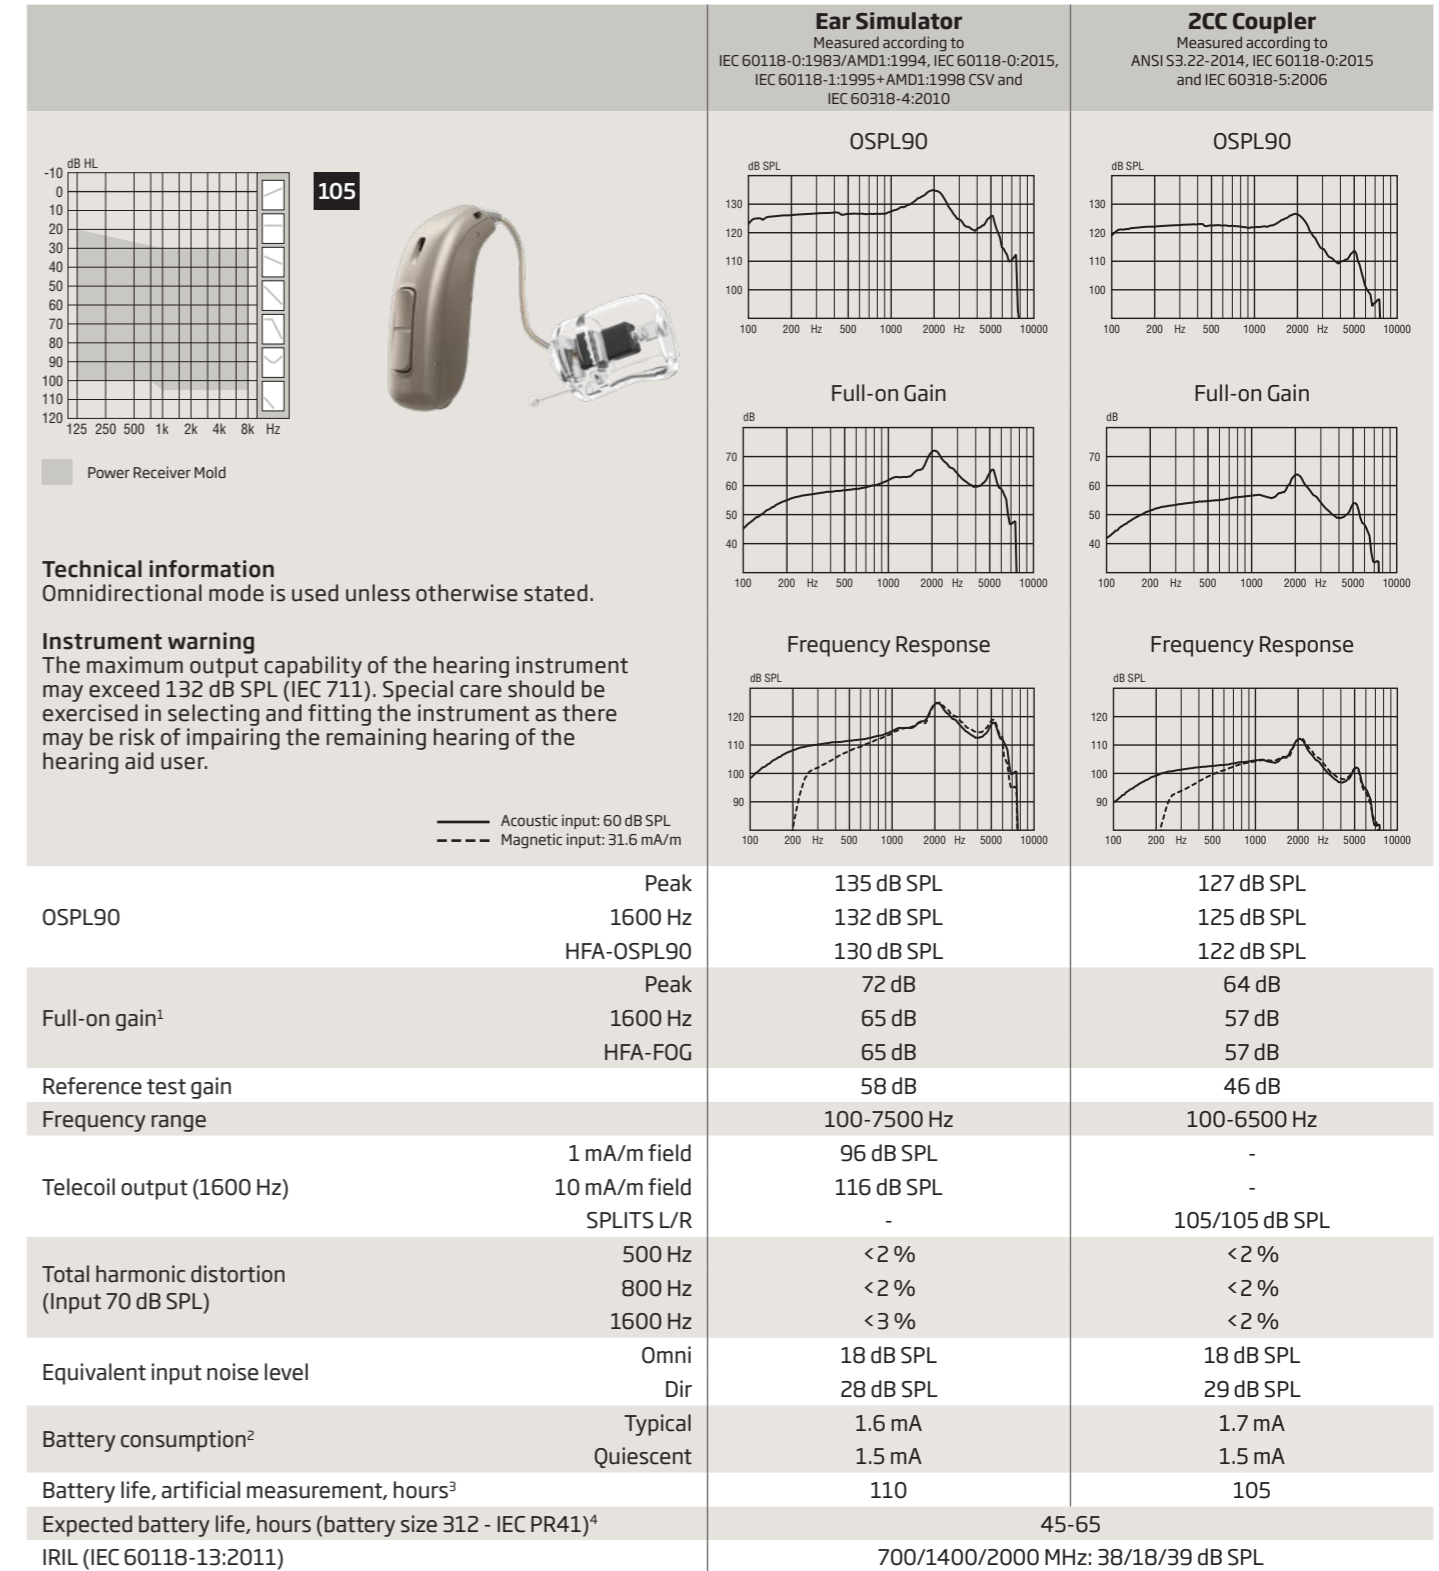 Ear Simulator
Measured according to
IEC 60118-0:1983/AMD1:1994, IEC 60118-0:2015,
IEC 60118-1:1995+AMD1:1998 CSV and
IEC 60318-4:2010
2CC Coupler
Measured according to
ANSI S3.22-2014, IEC 60118-0:2015
and IEC 60318-5:2006
dB HL
-10
0
10
20
30
40
50
60
70
80
90
100
110
120
125 250 500 1k 2k 4k 8k Hz
105
Power Receiver Mold
Technical information
Omnidirectional mode is used unless otherwise stated.
Instrument warning
The maximum output capability of the hearing instrument
may exceed 132 dB SPL (IEC 711). Special care should be
exercised in selecting and fitting the instrument as there
may be risk of impairing the remaining hearing of the
hearing aid user.
Acoustic input: 60 dB SPL
Magnetic input: 31.6 mA/m
OSPL90
dB SPL
130
120
110
100
100 200 Hz 500 1000 2000 Hz 5000 10000
OSPL90
dB SPL
130
120
110
100
100 200 Hz 500 1000 2000 Hz 5000 10000
Full-on Gain
dB
70
60
50
40
100 200 Hz 500 1000 2000 Hz 5000 10000
Full-on Gain
dB
70
60
50
40
100 200 Hz 500 1000 2000 Hz 5000 10000
Frequency Response
dB SPL
120
110
100
90
100 200 Hz 500 1000 2000 Hz 5000 10000
Frequency Response
dB SPL
120
110
100
90
100 200 Hz 500 1000 2000 Hz 5000 10000
OSPL90
Peak 135 dB SPL 127 dB SPL
1600 Hz 132 dB SPL 125 dB SPL
HFA-OSPL90 130 dB SPL 122 dB SPL
Full-on gain¹
Peak 72 dB 64 dB
1600 Hz 65 dB 57 dB
HFA-FOG 65 dB 57 dB
Reference test gain 58 dB 46 dB
Frequency range 100-7500 Hz 100-6500 Hz
Telecoil output (1600 Hz)
1 mA/m field 96 dB SPL -
10 mA/m field 116 dB SPL -
SPLITS L/R - 105/105 dB SPL
Total harmonic distortion
(Input 70 dB SPL)
500 Hz <2 % <2 %
800 Hz <2 % <2 %
1600 Hz <3 % <2 %
Equivalent input noise level
Omni 18 dB SPL 18 dB SPL
Dir 28 dB SPL 29 dB SPL
Battery consumption²
Typical 1.6 mA 1.7 mA
Quiescent 1.5 mA 1.5 mA
Battery life, artificial measurement, hours³ 110 105
Expected battery life, hours (battery size 312 - IEC PR41)⁴ 45-65
IRIL (IEC 60118-13:2011) 700/1400/2000 MHz: 38/18/39 dB SPL